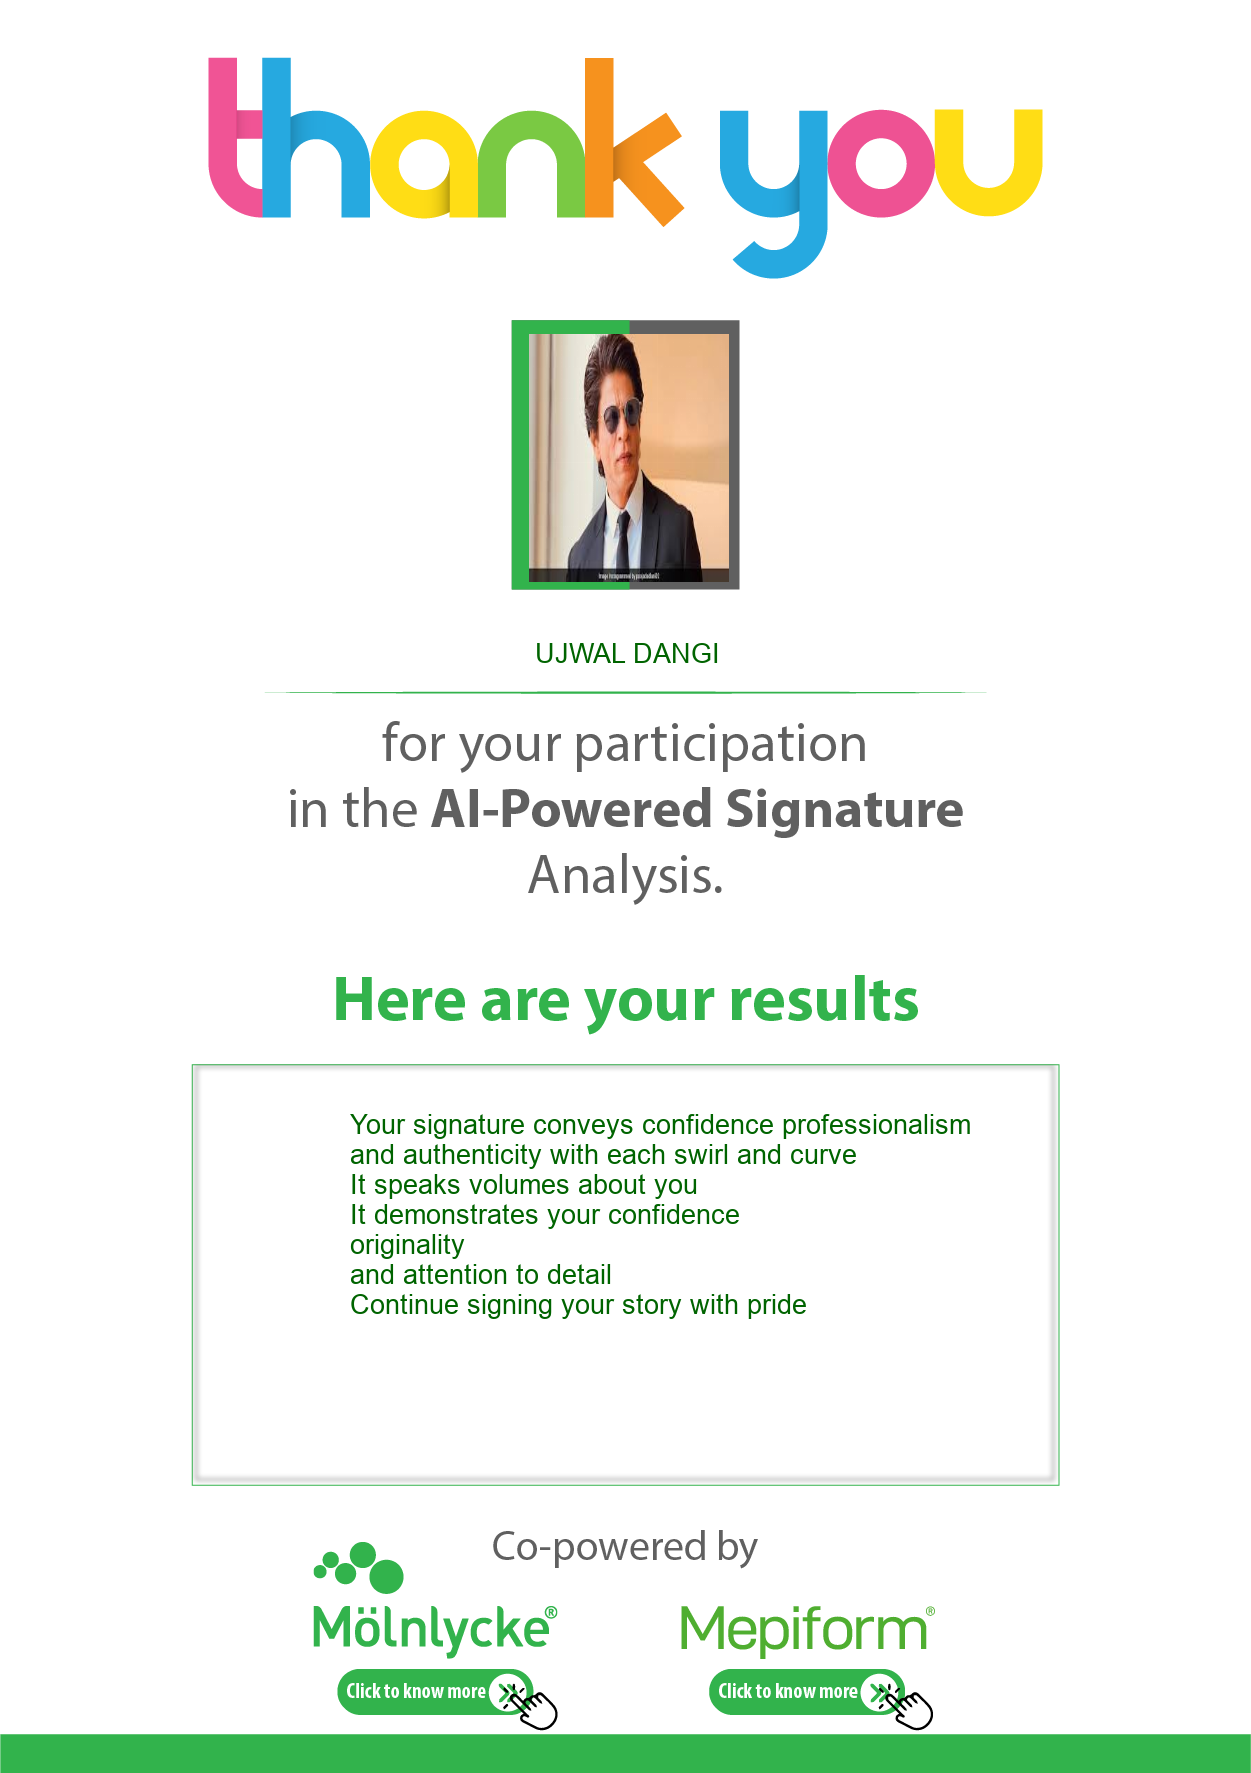 thank you
UJWAL DANGI
for your participation
in the AI-Powered Signature
Analysis.
Here are your results
Your signature conveys confidence professionalism
and authenticity with each swirl and curve
It speaks volumes about you
It demonstrates your confidence
originality
and attention to detail
Continue signing your story with pride
Co-powered by
Mölnlycke®
Mepiform®
Click to know more
Click to know more